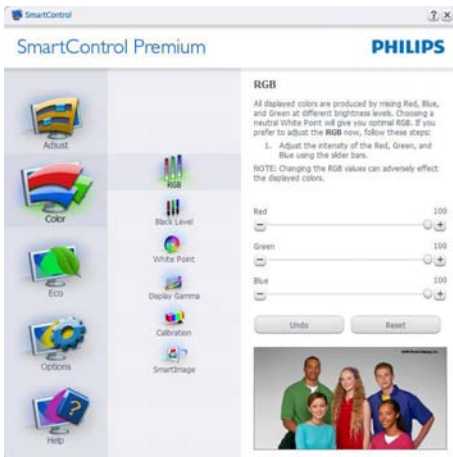 SmartControl
SmartControl Premium
PHILIPS
Adjust
Color
Eco
Options
Help
RGB
Black Level
White Point
Display Gamma
Calibration
SmartImage
RGB
All displayed colors are produced by mixing Red, Blue,
and Green at different brightness levels. Choosing a
neutral White Point will give you optimal RGB. If you
prefer to adjust the RGB now, follow these steps:
1. Adjust the intensity of the Red, Green, and
Blue using the slider bars.
NOTE: Changing the RGB values can adversely effect
the displayed colors.
Red 100
Green 100
Blue 100
Undo Reset